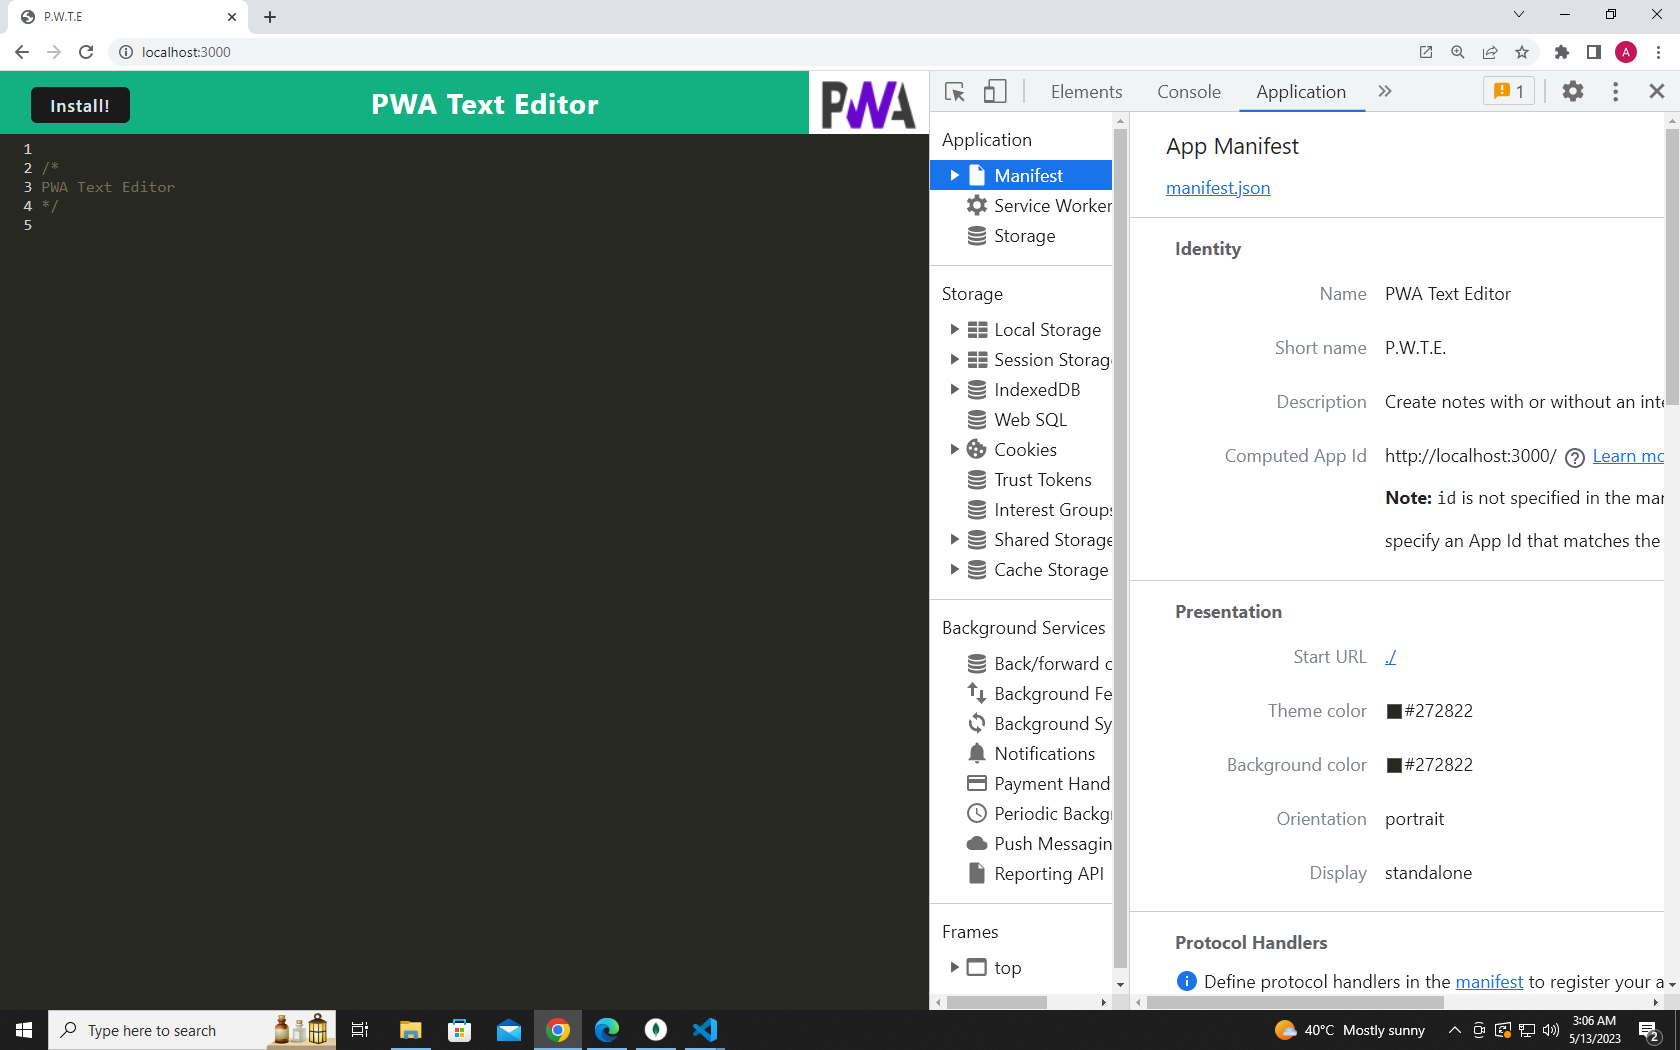 P.W.T.E
localhost:3000
A
Install!
PWA Text Editor
PWA
1
2 /*
3 PWA Text Editor
4 */
5
Elements
Console
Application
1
Application
Manifest
Service Worker
Storage
Storage
Local Storage
Session Storag
IndexedDB
Web SQL
Cookies
Trust Tokens
Interest Groups
Shared Storage
Cache Storage
Background Services
Back/forward c
Background Fe
Background Sy
Notifications
Payment Hand
Periodic Backg
Push Messagin
Reporting API
Frames
top
App Manifest
manifest.json
Identity
Name PWA Text Editor
Short name P.W.T.E.
Description Create notes with or without an inte
Computed App Id http://localhost:3000/ ? Learn mo
Note: id is not specified in the mar
specify an App Id that matches the
Presentation
Start URL ./
Theme color #272822
Background color #272822
Orientation portrait
Display standalone
Protocol Handlers
Define protocol handlers in the manifest to register your a
Type here to search
40°C Mostly sunny
3:06 AM
5/13/2023
2